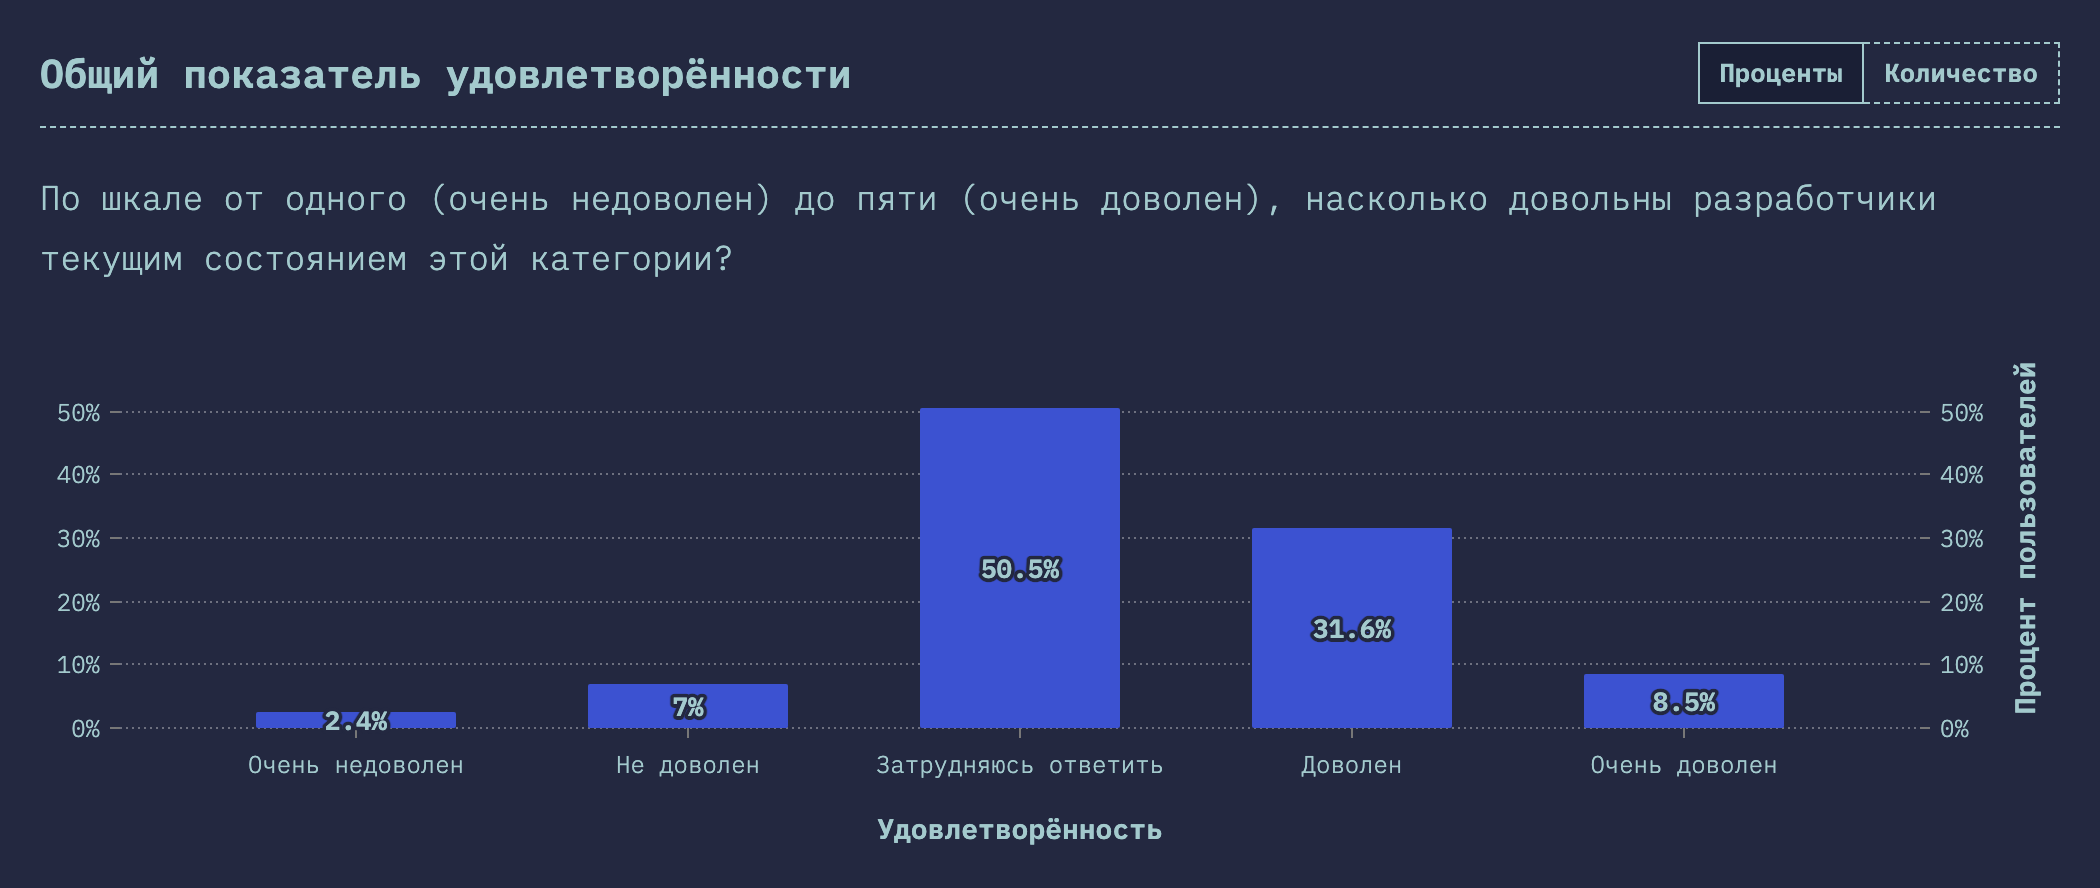 Общий показатель удовлетворённости
Проценты
Количество
По шкале от одного (очень недоволен) до пяти (очень доволен), насколько довольны разработчики
текущим состоянием этой категории?
50%
40%
30%
20%
10%
0%
2.4%
7%
50.5%
31.6%
8.5%
50%
40%
30%
20%
10%
0%
Процент пользователей
Очень недоволен
Не доволен
Затрудняюсь ответить
Доволен
Очень доволен
Удовлетворённость